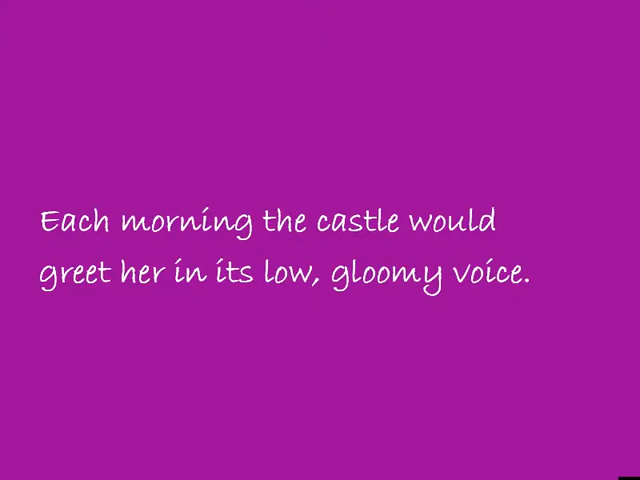 Each morning the castle would
greet her in its low, gloomy voice.